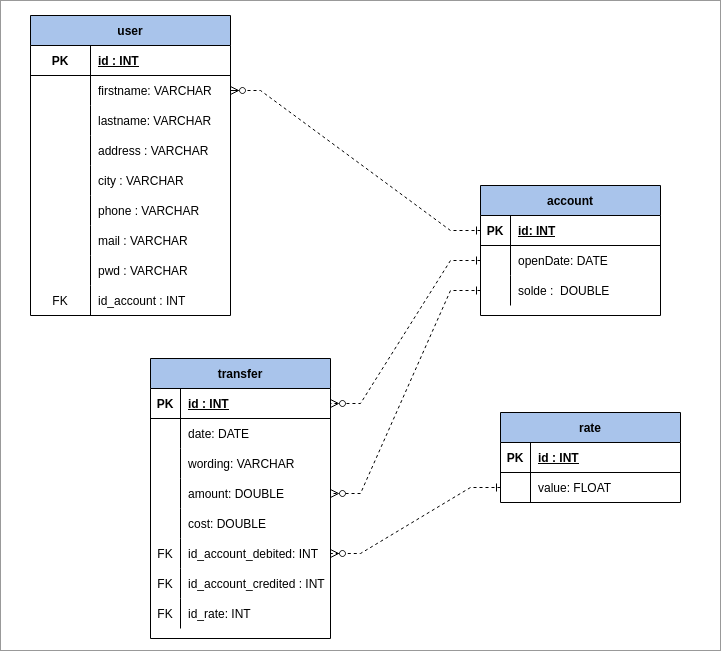 user
PK id : INT
firstname: VARCHAR
lastname: VARCHAR
address : VARCHAR
city : VARCHAR
phone : VARCHAR
mail : VARCHAR
pwd : VARCHAR
FK id_account : INT
account
PK id: INT
openDate: DATE
solde : DOUBLE
transfer
PK id : INT
date: DATE
wording: VARCHAR
amount: DOUBLE
cost: DOUBLE
FK id_account_debited: INT
FK id_account_credited : INT
FK id_rate: INT
rate
PK id : INT
value: FLOAT